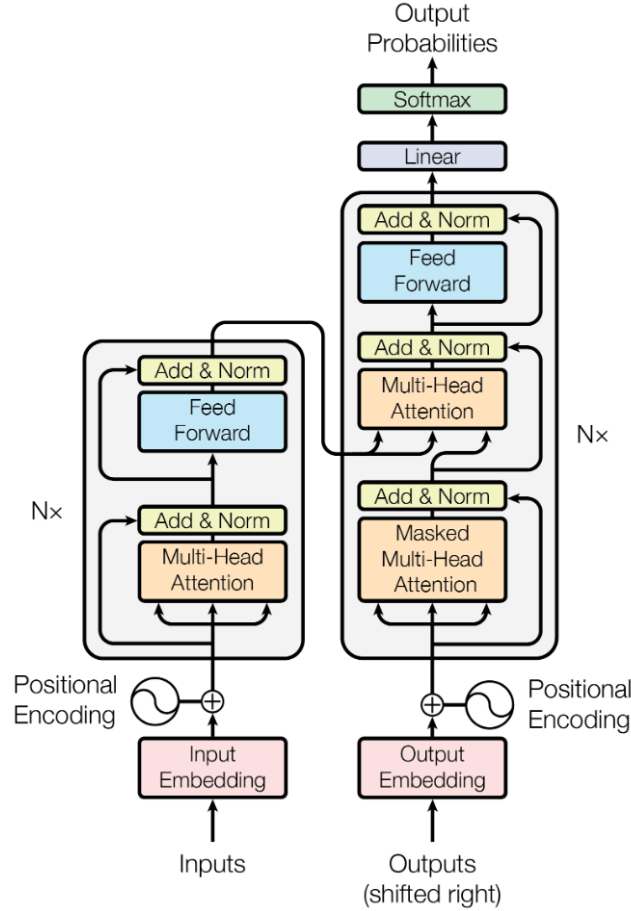 Output
Probabilities
Softmax
Linear
Add & Norm
Feed
Forward
Add & Norm
Multi-Head
Attention
Add & Norm
Masked
Multi-Head
Attention
N×
Add & Norm
Feed
Forward
Add & Norm
Multi-Head
Attention
N×
Positional
Encoding
Positional
Encoding
Input
Embedding
Output
Embedding
Inputs
Outputs
(shifted right)